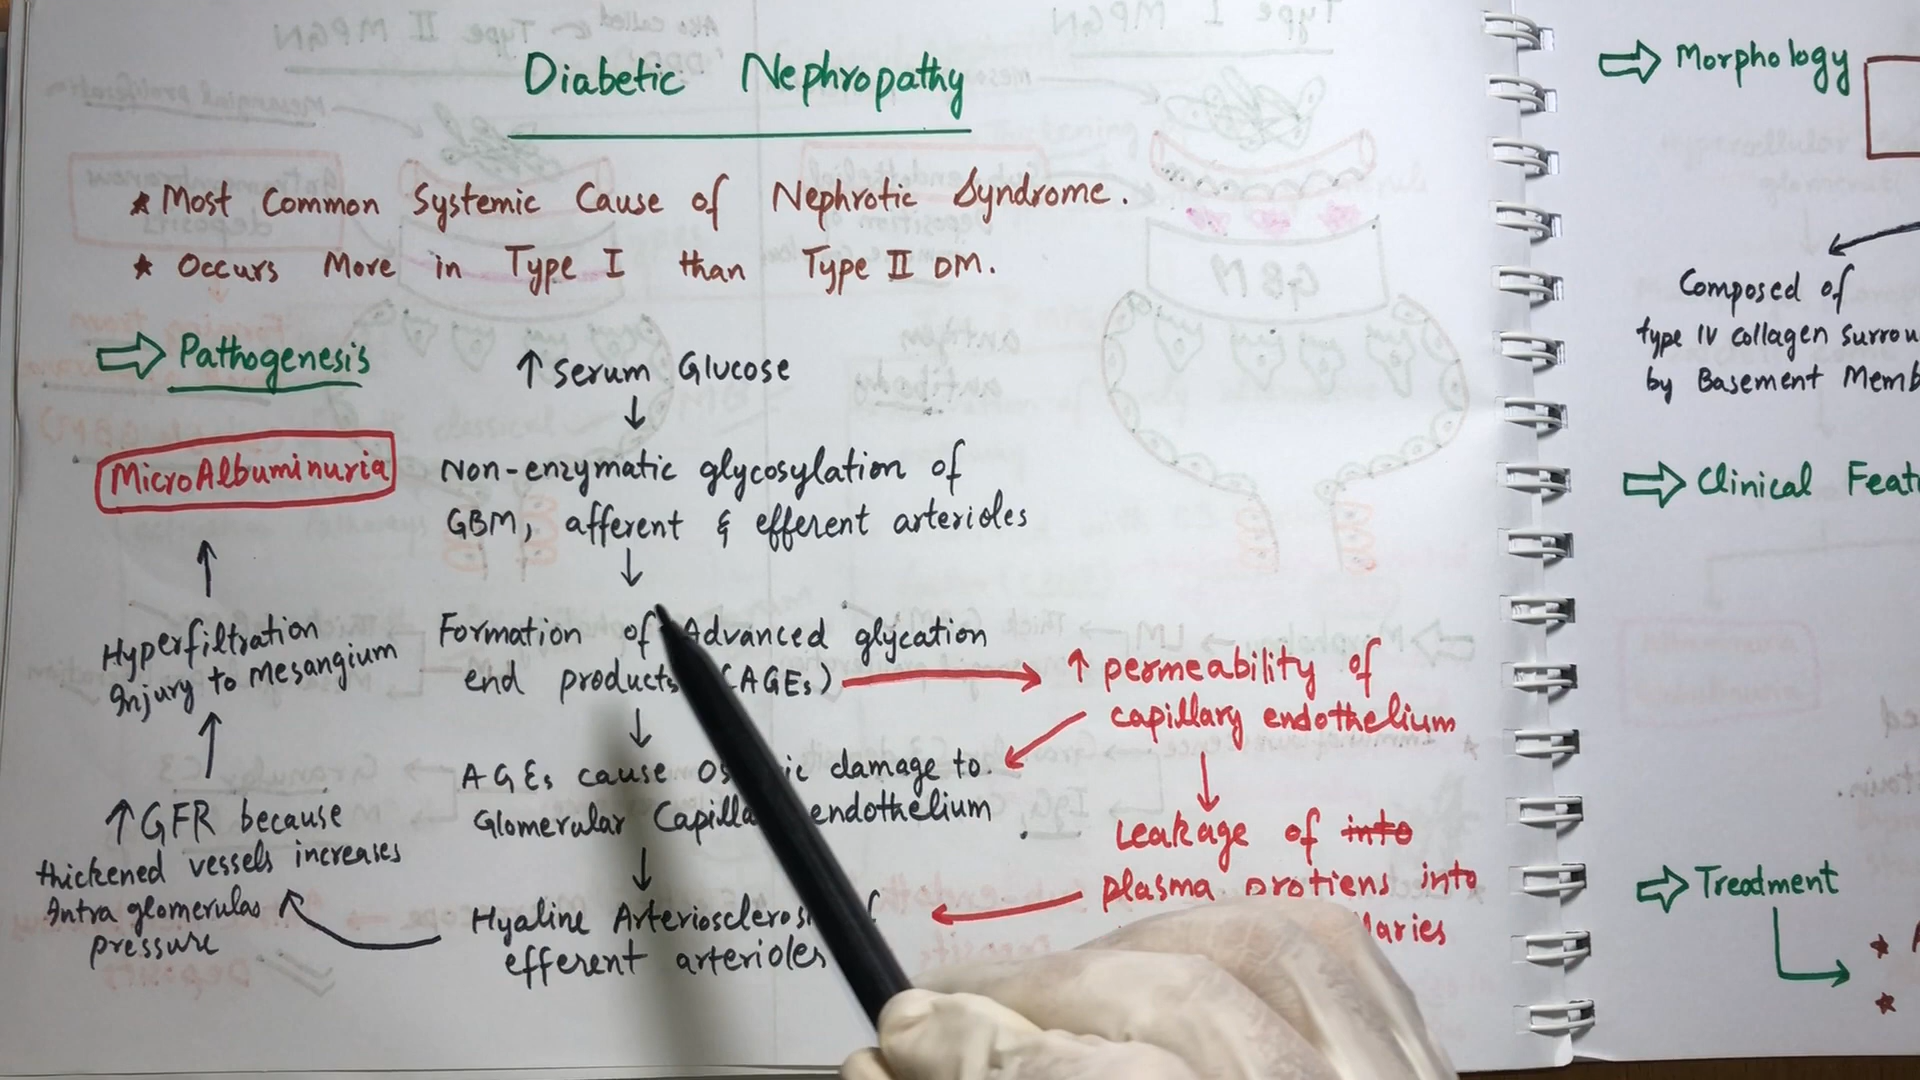 Diabetic Nephropathy
★ Most Common Systemic Cause of Nephrotic Syndrome.
★ Occurs More in Type I than Type II DM.
⇨ Pathogenesis
↑ serum Glucose
↓
Non-enzymatic glycosylation of
GBM, afferent & efferent arterioles
↓
Formation of Advanced glycation
end products (AGEs) →
↓
AGEs cause damage to
Glomerular endothelium
↓
Hyaline
efferent arterioles
↑ permeability of
capillary endothelium
↓
Leakage of into
plasma protiens into
↑ GFR because
thickened vessels increases
Intra glomerular
pressure
↑
Hyperfiltration
Injury to mesangium
↑
MicroAlbuminuria
⇨ Morphology
Composed of
type IV collagen
by Basement
⇨ Clinical
⇨ Treatment
★
★